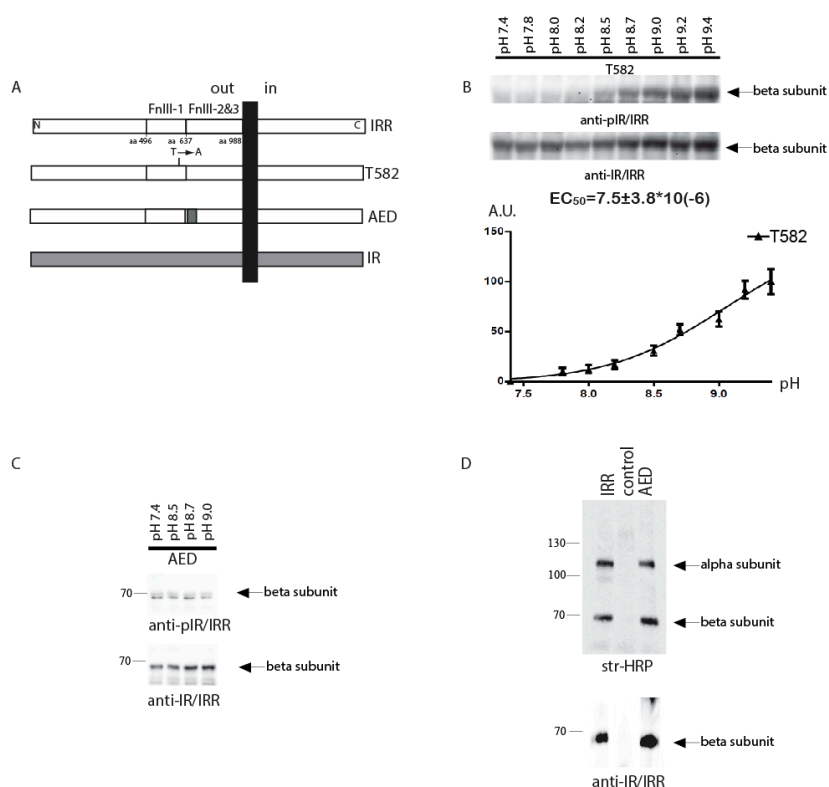 A
out in
FnIII-1 FnIII-2&3
N C IRR
aa 496 aa 637 aa 988
T A
T582
AED
IR
B
pH 7.4 pH 7.8 pH 8.0 pH 8.2 pH 8.5 pH 8.7 pH 9.0 pH 9.2 pH 9.4
T582
beta subunit
anti-pIR/IRR
beta subunit
anti-IR/IRR
EC50=7.5±3.8*10(-6)
A.U.
150
T582
100
50
0
7.5 8.0 8.5 9.0 pH
C
pH 7.4 pH 8.5 pH 8.7 pH 9.0
AED
70 beta subunit
anti-pIR/IRR
70 beta subunit
anti-IR/IRR
D
IRR control AED
130
alpha subunit
100
70 beta subunit
str-HRP
70 beta subunit
anti-IR/IRR